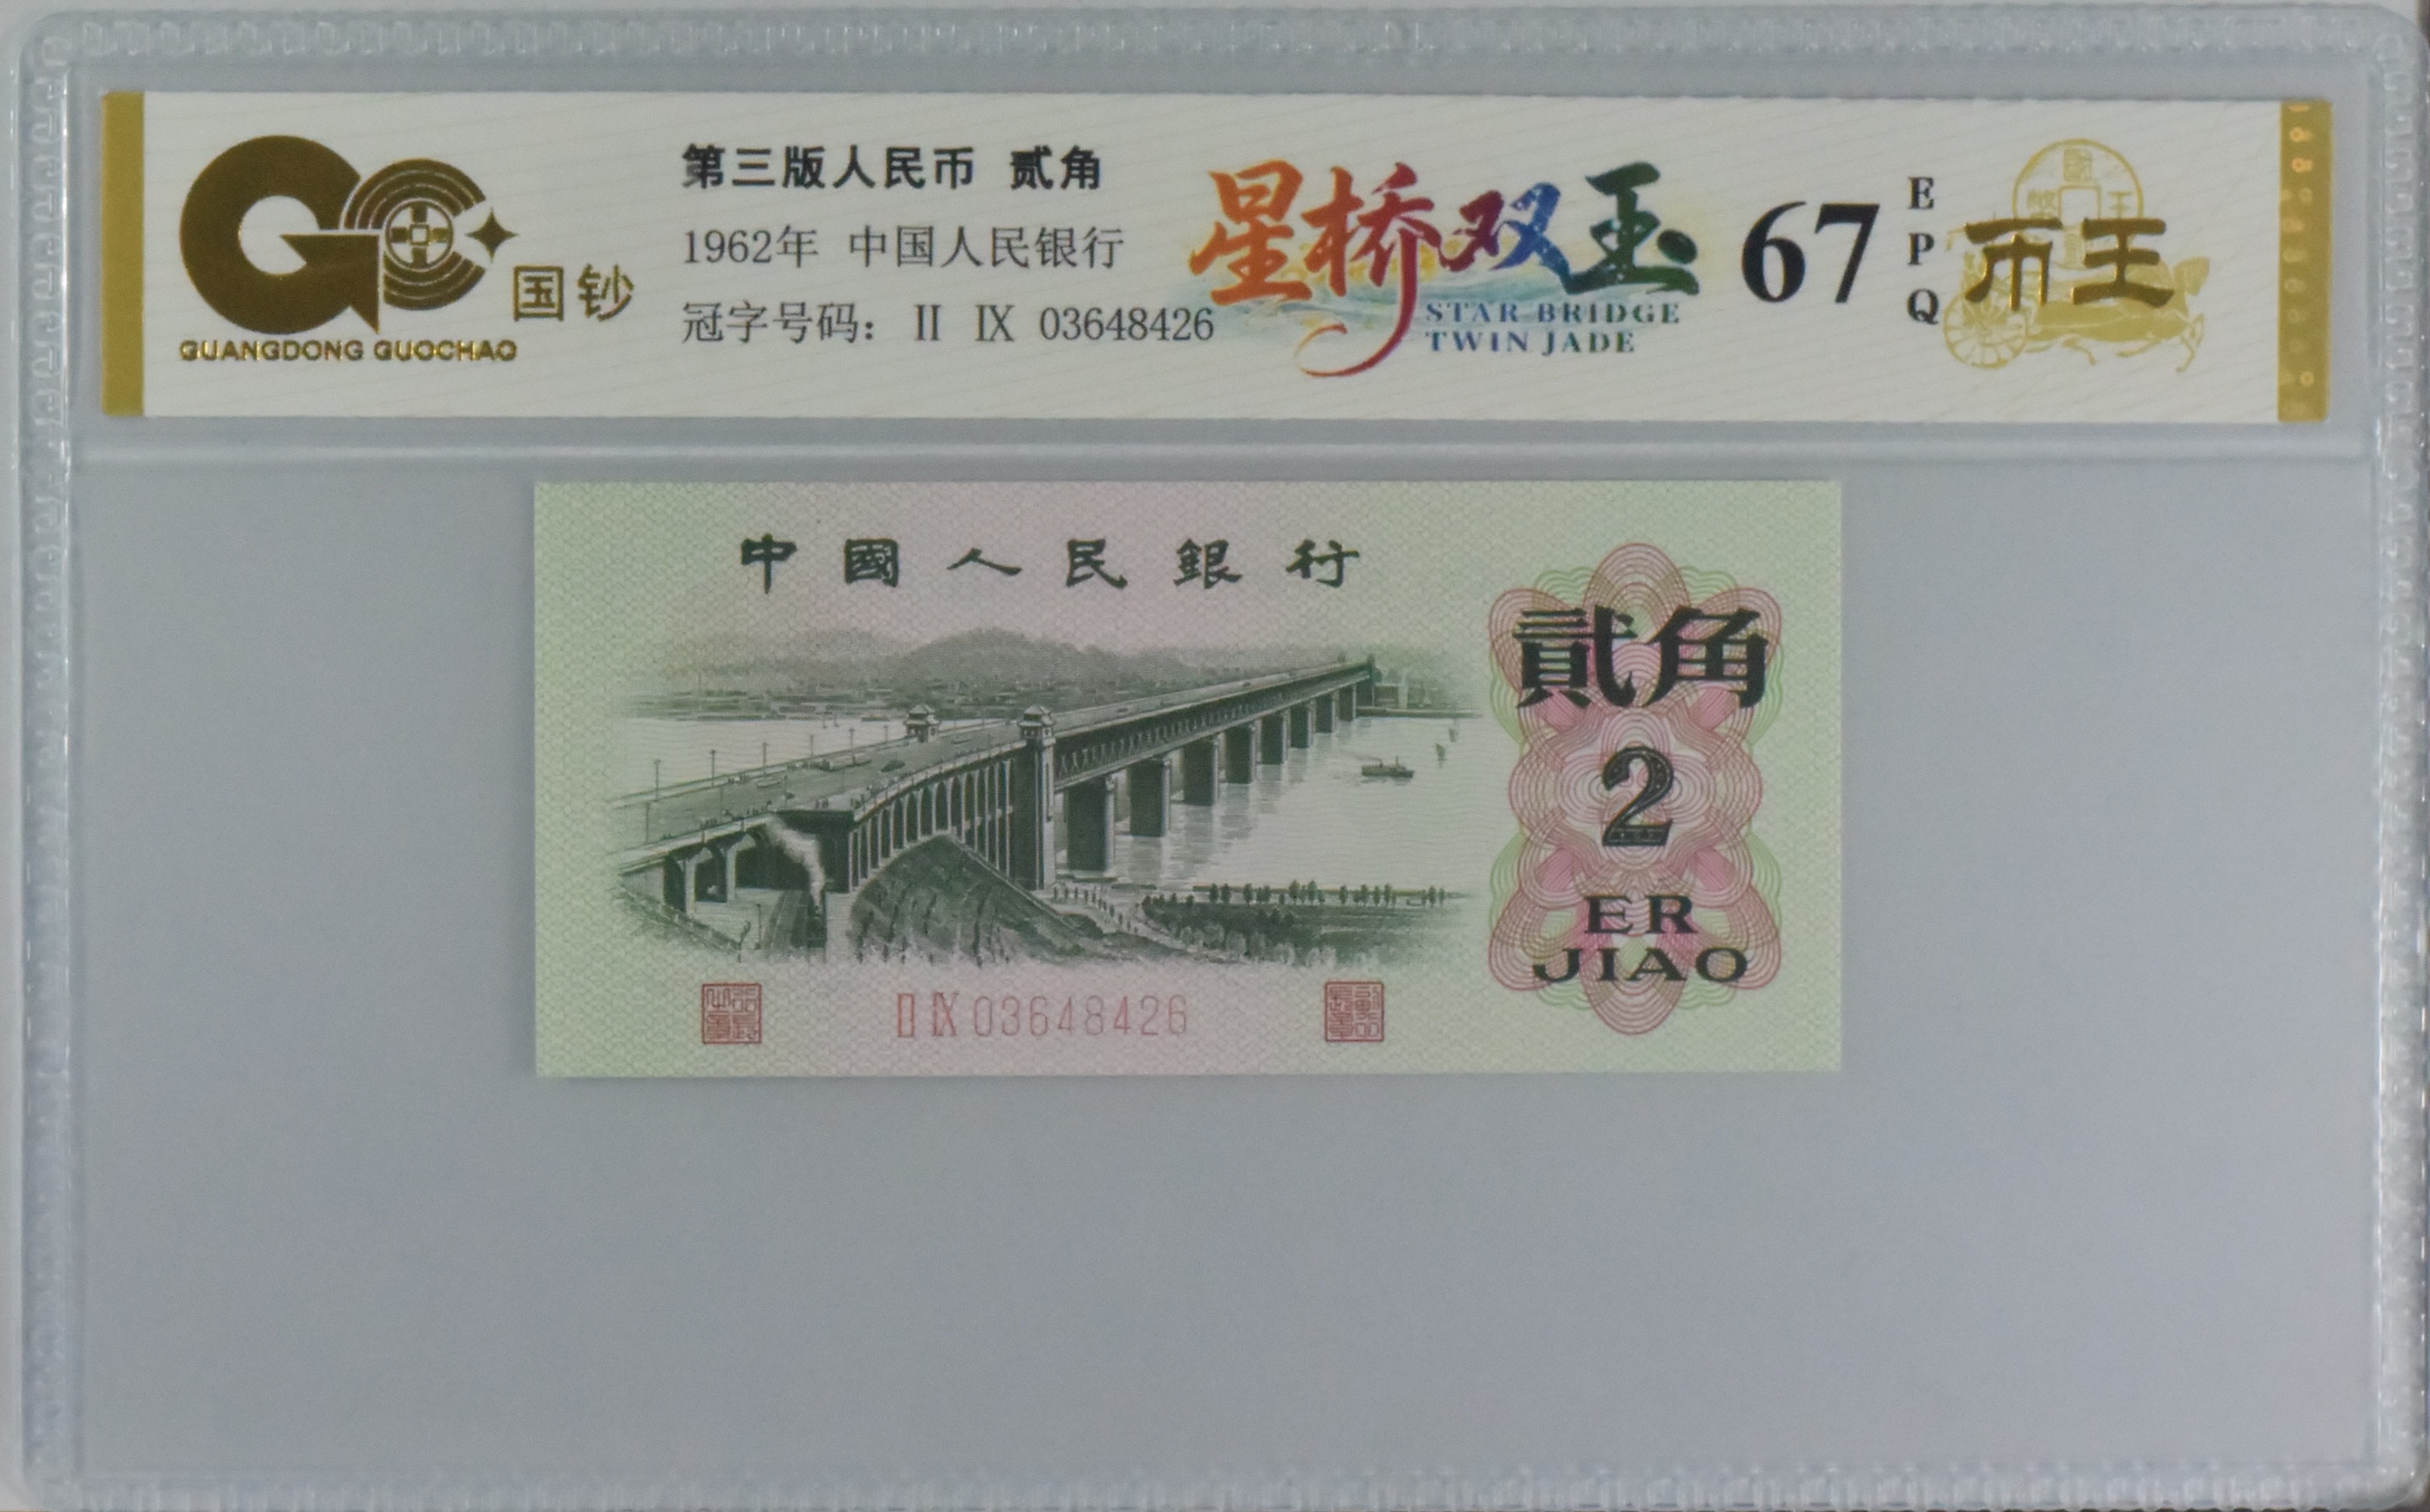 国钞
GUANGDONG GUOCHAO
第三版人民币 贰角
1962年 中国人民银行
冠字号码： II IX 03648426
星桥双玉
STAR BRIDGE
TWIN JADE
67
E
P
Q
币王
中國人民銀行
貳角
2
ER
JIAO
II IX 03648426